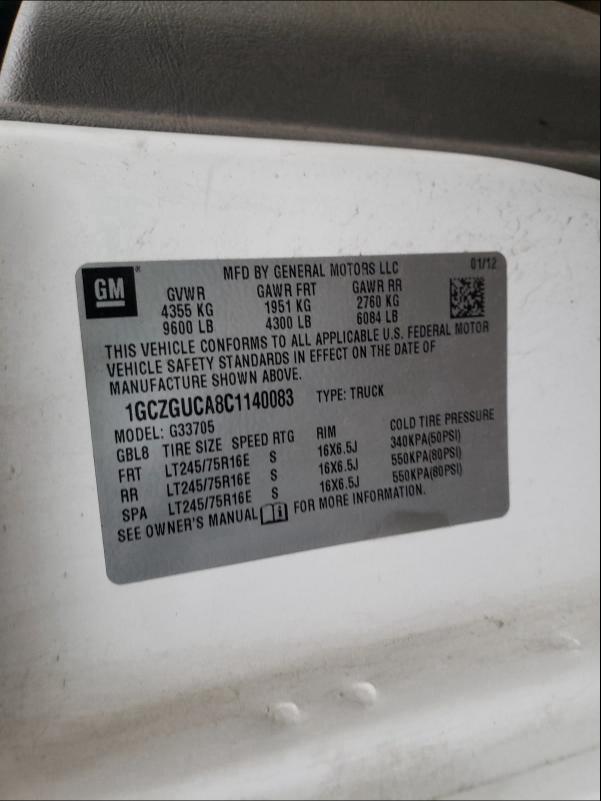 GM®
MFD BY GENERAL MOTORS LLC 01/12
GVWR GAWR FRT GAWR RR
4355 KG 1951 KG 2760 KG
9600 LB 4300 LB 6084 LB
THIS VEHICLE CONFORMS TO ALL APPLICABLE U.S. FEDERAL MOTOR
VEHICLE SAFETY STANDARDS IN EFFECT ON THE DATE OF
MANUFACTURE SHOWN ABOVE.
1GCZGUCA8C1140083 TYPE: TRUCK
MODEL: G33705
GBL8 TIRE SIZE SPEED RTG RIM COLD TIRE PRESSURE
FRT LT245/75R16E S 16X6.5J 340KPA(50PSI)
RR LT245/75R16E S 16X6.5J 550KPA(80PSI)
SPA LT245/75R16E S 16X6.5J 550KPA(80PSI)
SEE OWNER'S MANUAL FOR MORE INFORMATION.